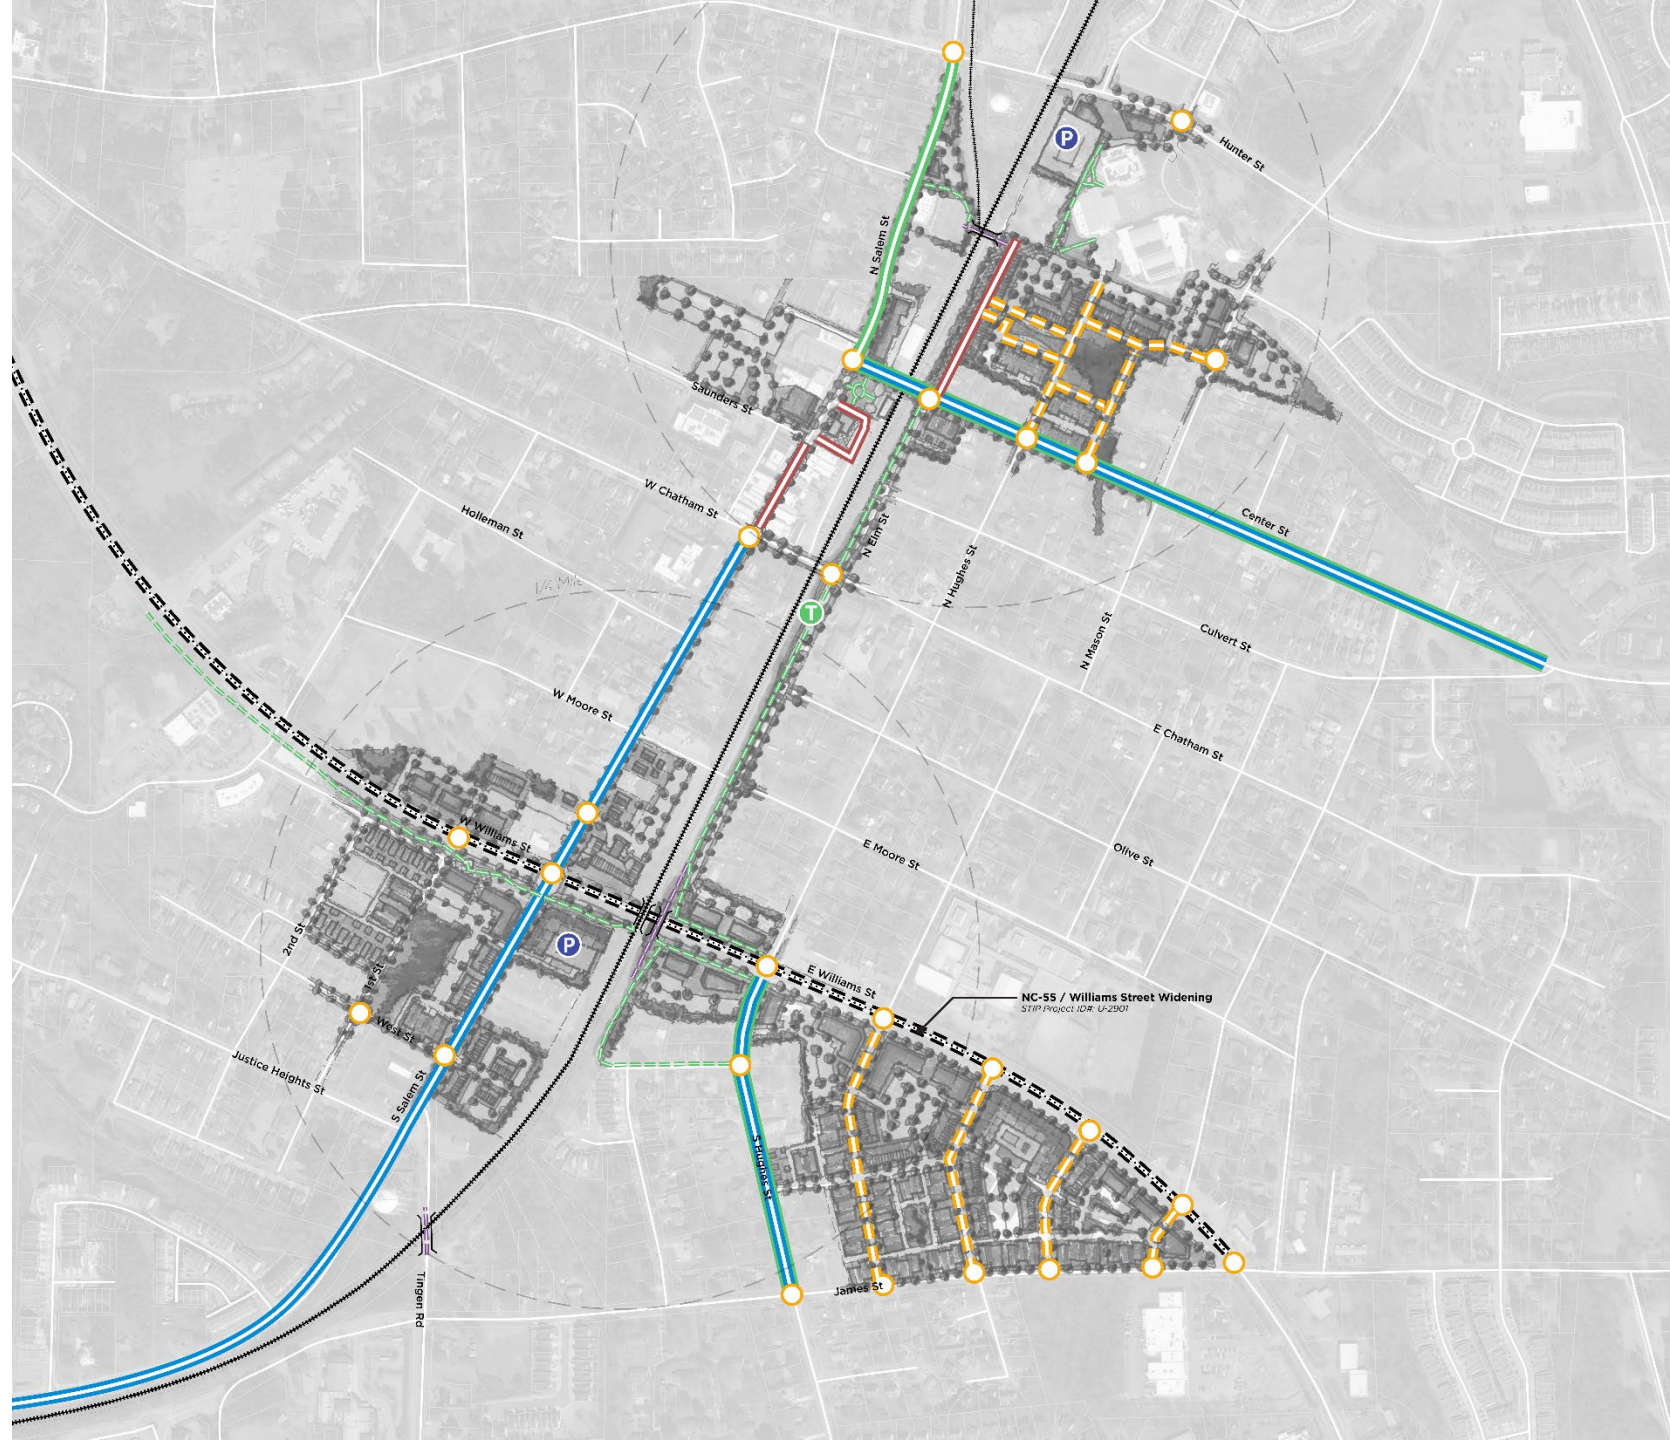 P
Hunter St
N Salem St
Saunders St
W Chatham St
Holleman St
N Elm St
Center St
1/4 Mile
N Hughes St
T
Culvert St
N Mason St
W Moore St
E Chatham St
W Williams St
E Moore St
Olive St
2nd St
P
1st St
E Williams St
NC-55 / Williams Street Widening
STIP Project ID#: U-2901
West St
Justice Heights St
S Salem St
S Hughes St
Tingen Rd
James St